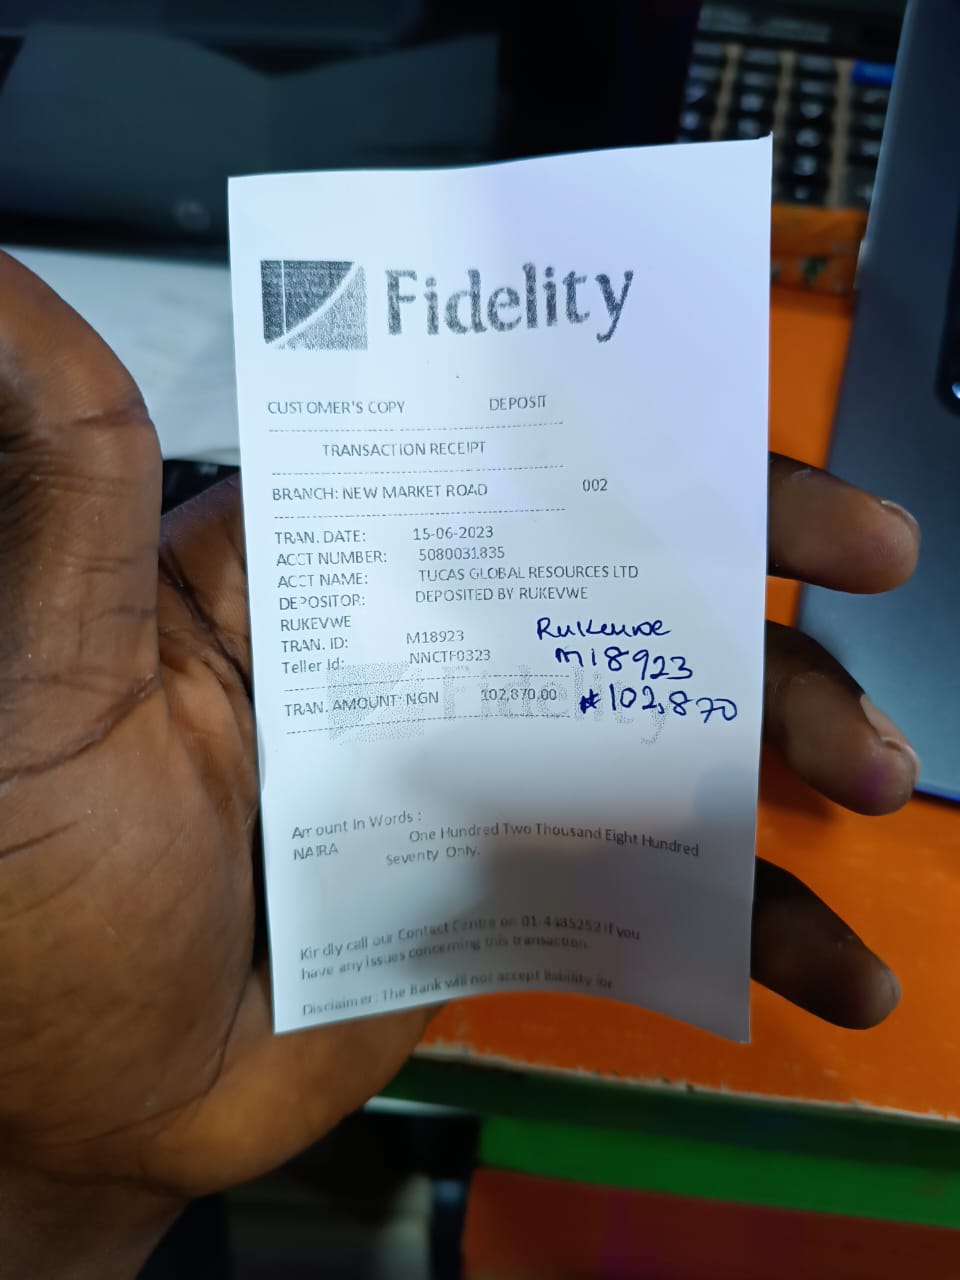 Fidelity
CUSTOMER'S COPY DEPOSIT
TRANSACTION RECEIPT
BRANCH: NEW MARKET ROAD 002
TRAN. DATE: 15-06-2023
ACCT NUMBER: 5080031835
ACCT NAME: TUCAS GLOBAL RESOURCES LTD
DEPOSITOR: DEPOSITED BY RUKEVWE
RUKEVWE
TRAN. ID: M18923
Teller Id: NNCTF0323
Rukevwe
M18923
₦102,870
TRAN. AMOUNT: NGN 102,870.00
Fidelity
Amount In Words :
NAIRA One Hundred Two Thousand Eight Hundred
Seventy Only.
Kindly call our Contact Centre on 01-4485252 if you
have any issues concerning this transaction
Disclaimer: The Bank will not accept liability for